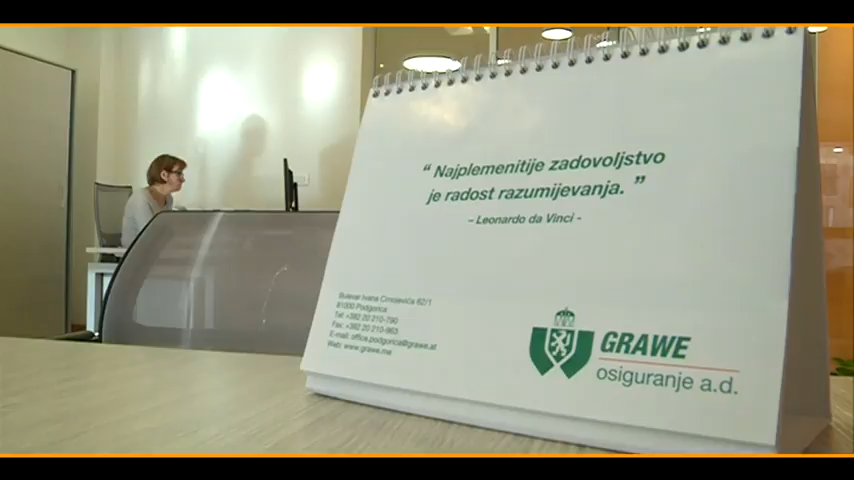 “ Najplemenitije zadovoljstvo
je radost razumijevanja. ”
– Leonardo da Vinci -
Bulevar Ivana Crnojevića 62/1
81000 Podgorica
Tel: +382 20 210-790
Fax: +382 20 210-963
E-mail: office.podgorica@grawe.at
Web: www.grawe.me
GRAWE
osiguranje a.d.